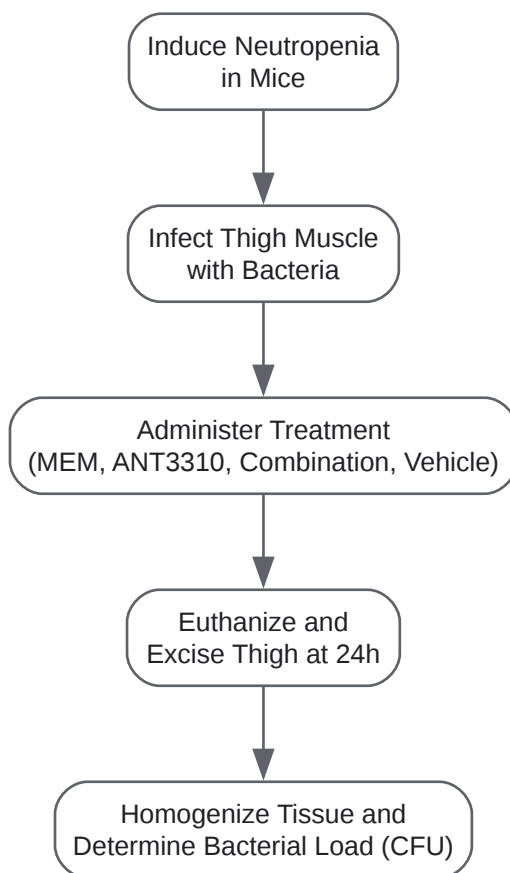 Induce Neutropenia
in Mice
Infect Thigh Muscle
with Bacteria
Administer Treatment
(MEM, ANT3310, Combination, Vehicle)
Euthanize and
Excise Thigh at 24h
Homogenize Tissue and
Determine Bacterial Load (CFU)